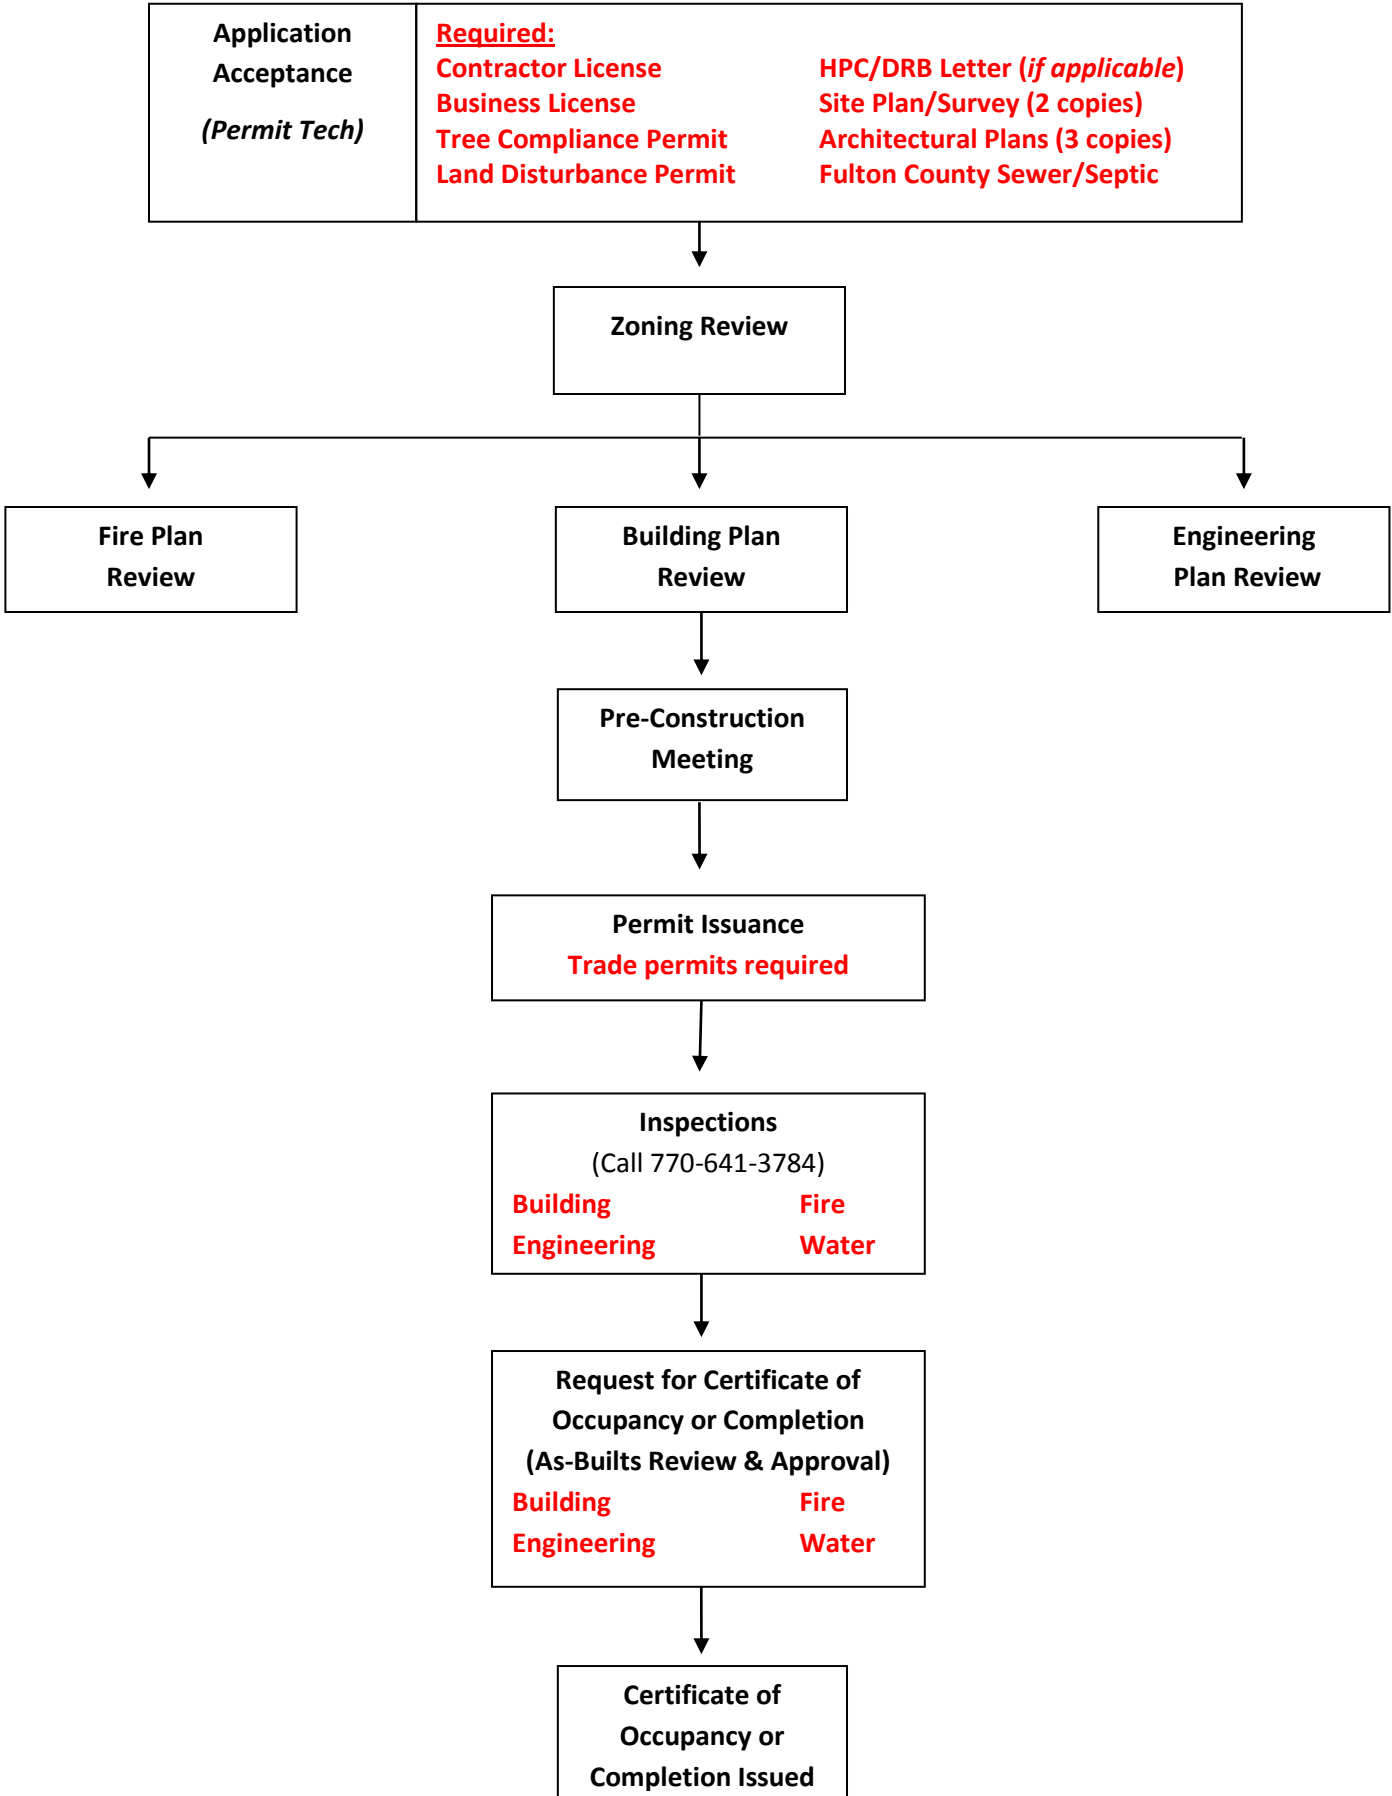 Application
Acceptance
(Permit Tech)
Required:
Contractor License
Business License
Tree Compliance Permit
Land Disturbance Permit
HPC/DRB Letter (if applicable)
Site Plan/Survey (2 copies)
Architectural Plans (3 copies)
Fulton County Sewer/Septic
Zoning Review
Fire Plan
Review
Building Plan
Review
Engineering
Plan Review
Pre-Construction
Meeting
Permit Issuance
Trade permits required
Inspections
(Call 770-641-3784)
Building Fire
Engineering Water
Request for Certificate of
Occupancy or Completion
(As-Builts Review & Approval)
Building Fire
Engineering Water
Certificate of
Occupancy or
Completion Issued